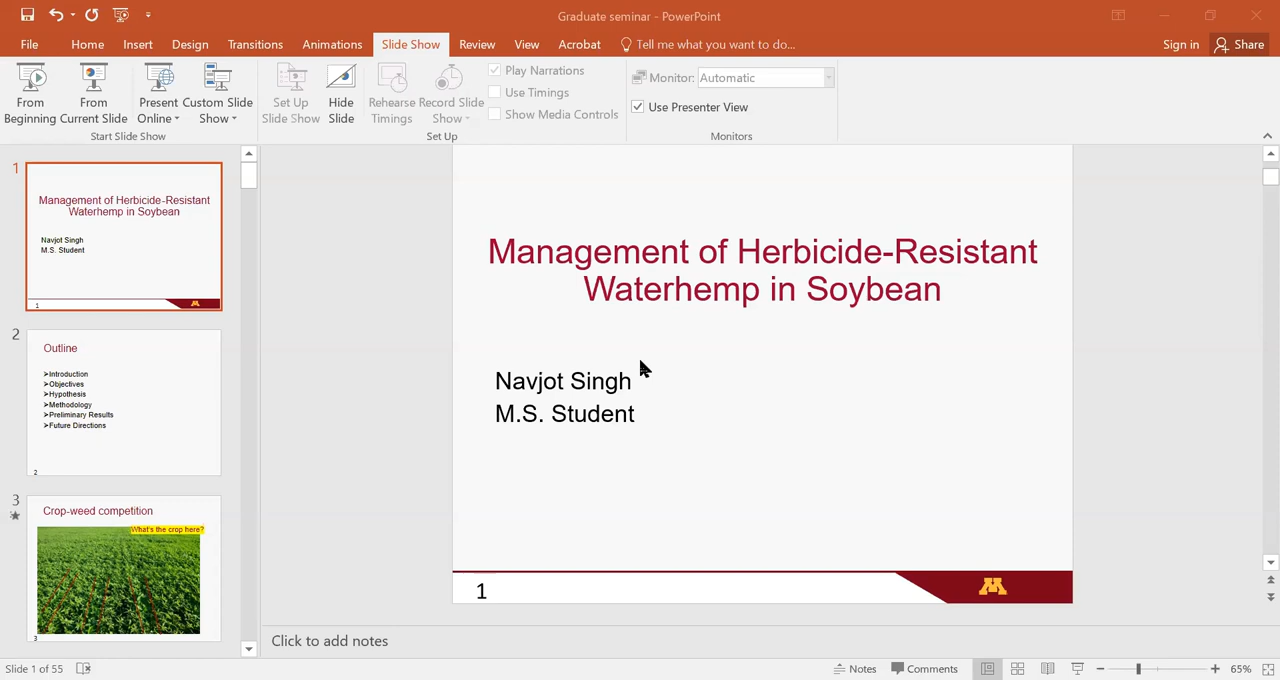 Graduate seminar - PowerPoint
File Home Insert Design Transitions Animations Slide Show Review View Acrobat Tell me what you want to do... Sign in Share
From Beginning
From Current Slide
Present Online
Custom Slide Show
Start Slide Show
Set Up Slide Show
Hide Slide
Rehearse Timings
Record Slide Show
Play Narrations
Use Timings
Show Media Controls
Set Up
Monitor: Automatic
Use Presenter View
Monitors
1
Management of Herbicide-Resistant
Waterhemp in Soybean
Navjot Singh
M.S. Student
1
M
2
Outline
➢Introduction
➢Objectives
➢Hypothesis
➢Methodology
➢Preliminary Results
➢Future Directions
2
3
Crop-weed competition
What's the crop here?
3
Management of Herbicide-Resistant
Waterhemp in Soybean
Navjot Singh
M.S. Student
1
M
Click to add notes
Slide 1 of 55 Notes Comments 65%